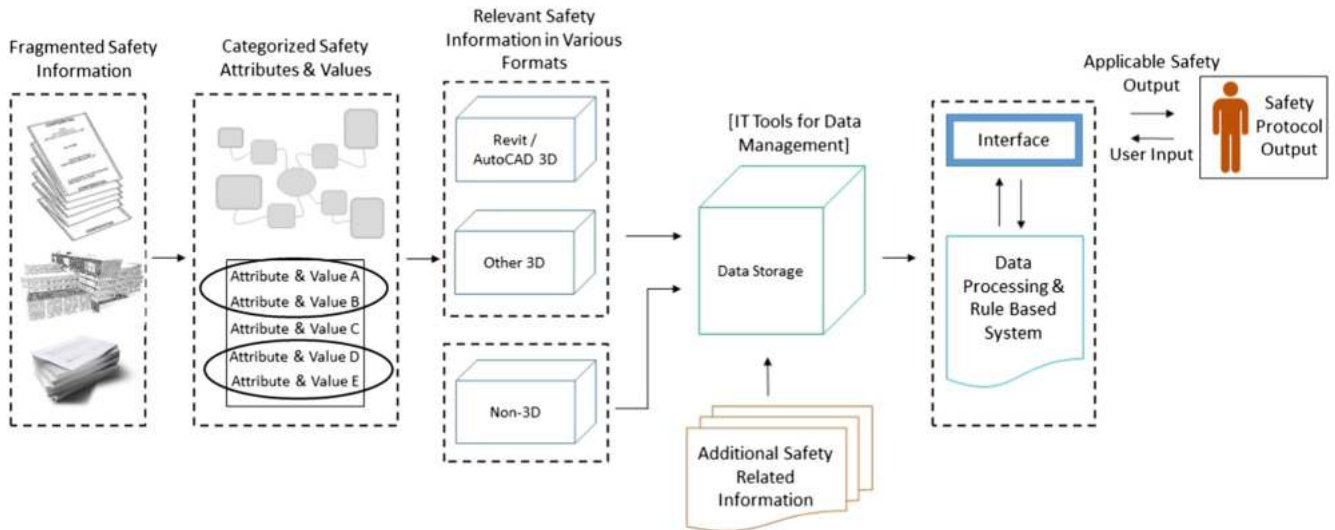 Fragmented Safety
Information
Categorized Safety
Attributes & Values
Attribute & Value A
Attribute & Value B
Attribute & Value C
Attribute & Value D
Attribute & Value E
Relevant Safety
Information in Various
Formats
Revit /
AutoCAD 3D
Other 3D
Non-3D
[IT Tools for Data
Management]
Data Storage
Additional Safety
Related
Information
Interface
Data
Processing &
Rule Based
System
Applicable Safety
Output
User Input
Safety
Protocol
Output